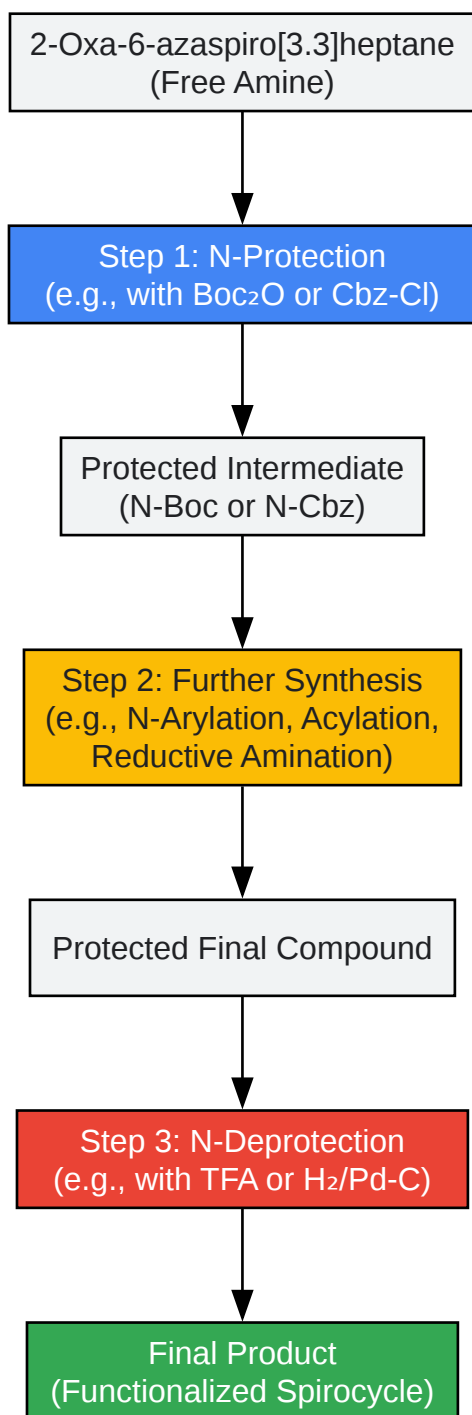 2-Oxa-6-azaspiro[3.3]heptane
(Free Amine)
Step 1: N-Protection
(e.g., with Boc₂O or Cbz-Cl)
Protected Intermediate
(N-Boc or N-Cbz)
Step 2: Further Synthesis
(e.g., N-Arylation, Acylation,
Reductive Amination)
Protected Final Compound
Step 3: N-Deprotection
(e.g., with TFA or H₂/Pd-C)
Final Product
(Functionalized Spirocycle)